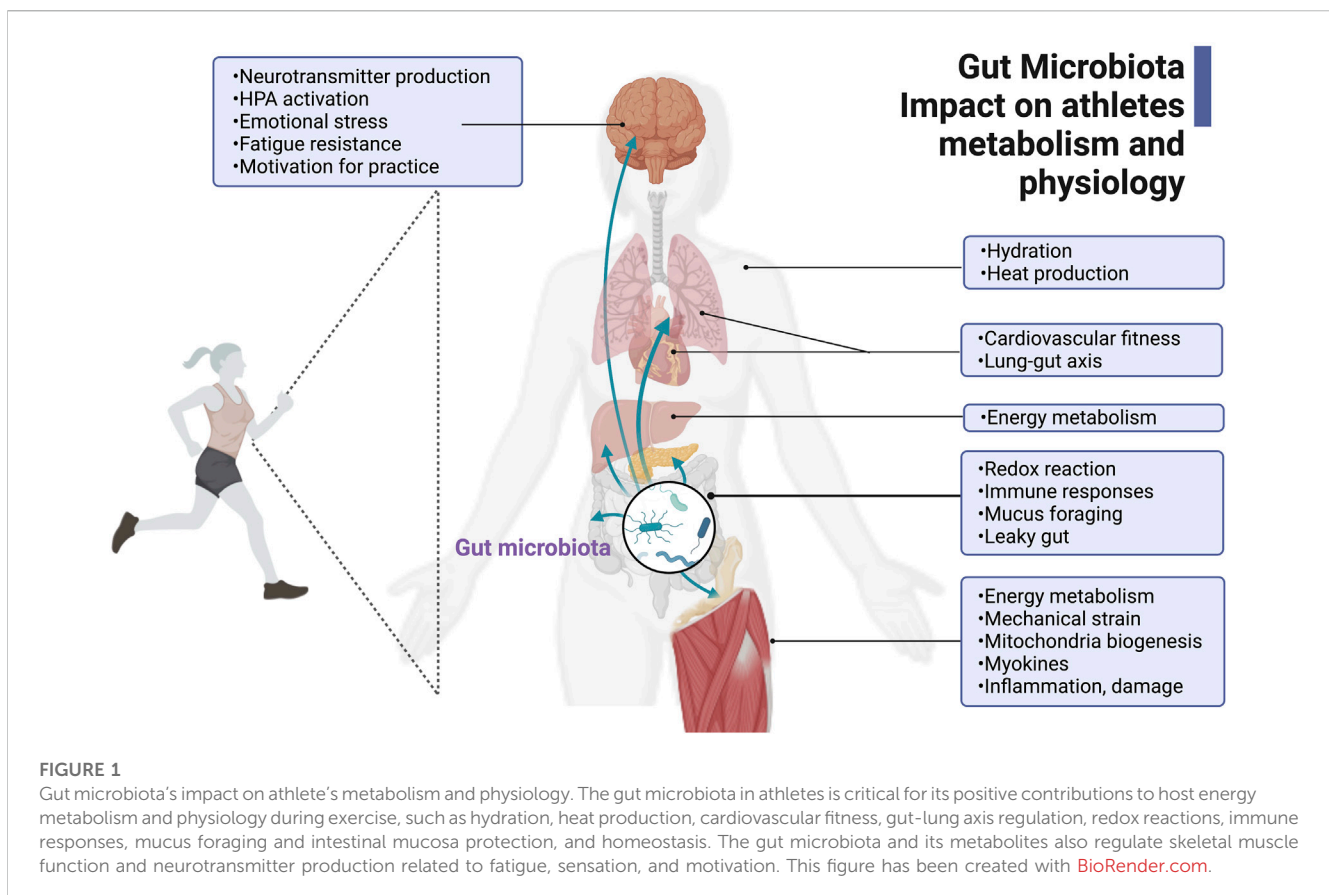 Gut Microbiota
Impact on athletes
metabolism and
physiology
•Neurotransmitter production
•HPA activation
•Emotional stress
•Fatigue resistance
•Motivation for practice
•Hydration
•Heat production
•Cardiovascular fitness
•Lung-gut axis
•Energy metabolism
•Redox reaction
•Immune responses
•Mucus foraging
•Leaky gut
Gut microbiota
•Energy metabolism
•Mechanical strain
•Mitochondria biogenesis
•Myokines
•Inflammation, damage
FIGURE 1
Gut microbiota's impact on athlete's metabolism and physiology. The gut microbiota in athletes is critical for its positive contributions to host energy
metabolism and physiology during exercise, such as hydration, heat production, cardiovascular fitness, gut-lung axis regulation, redox reactions, immune
responses, mucus foraging and intestinal mucosa protection, and homeostasis. The gut microbiota and its metabolites also regulate skeletal muscle
function and neurotransmitter production related to fatigue, sensation, and motivation. This figure has been created with BioRender.com.